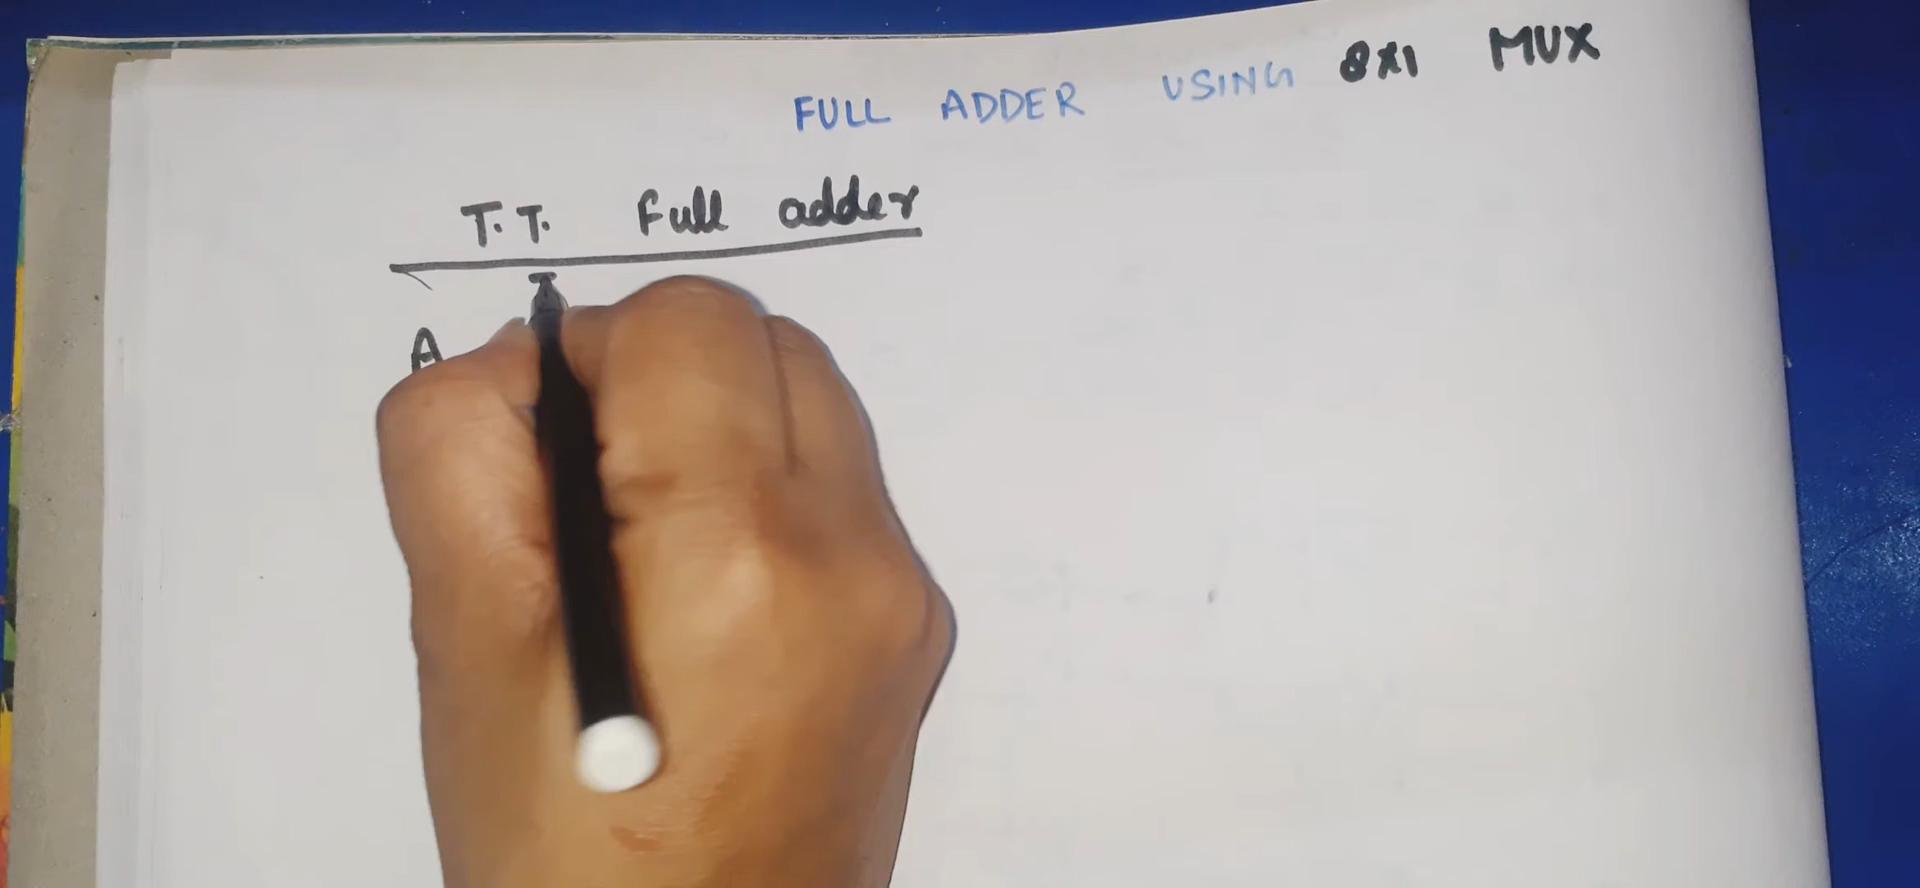 FULL ADDER USING 8x1 MUX
T.T. Full adder
I
A